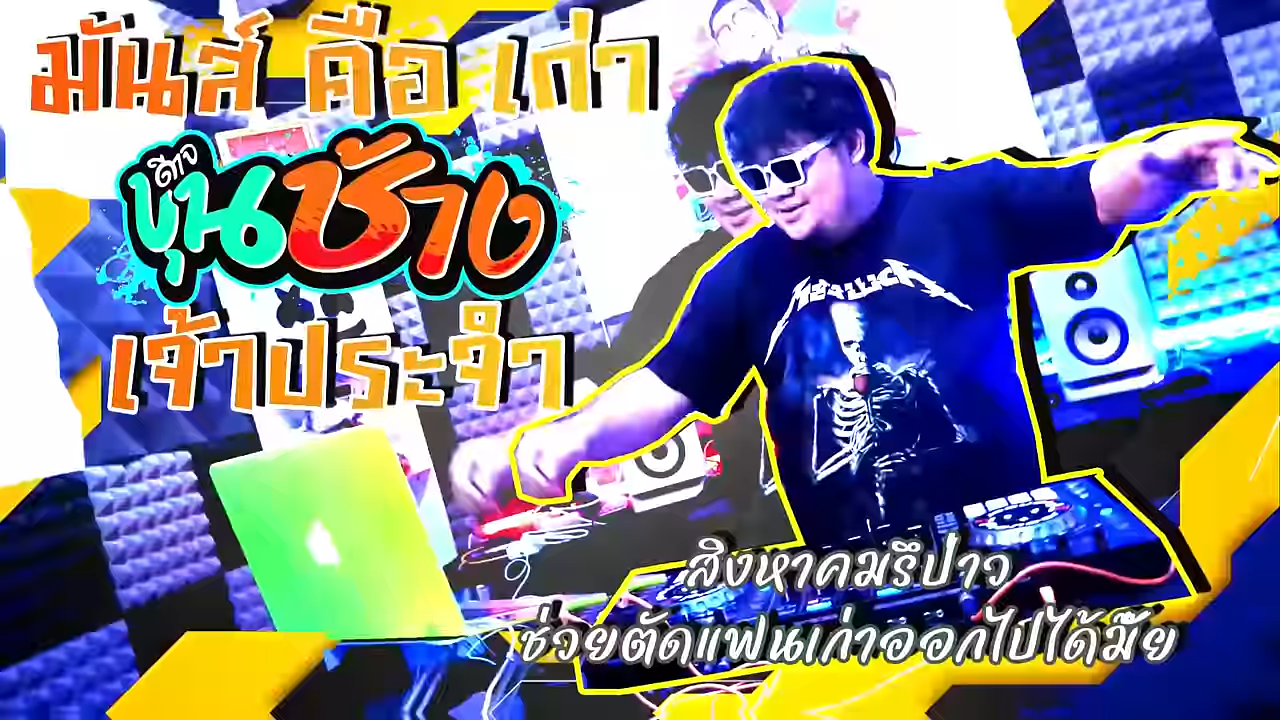 มันส์ คือ เก่า
ดีเจ
ขุนช้าง
เจ้าประจำ
METALLICA
สิงหาคมรึป่าว
ช่วยตัดแฟนเก่าออกไปได้มั๊ย